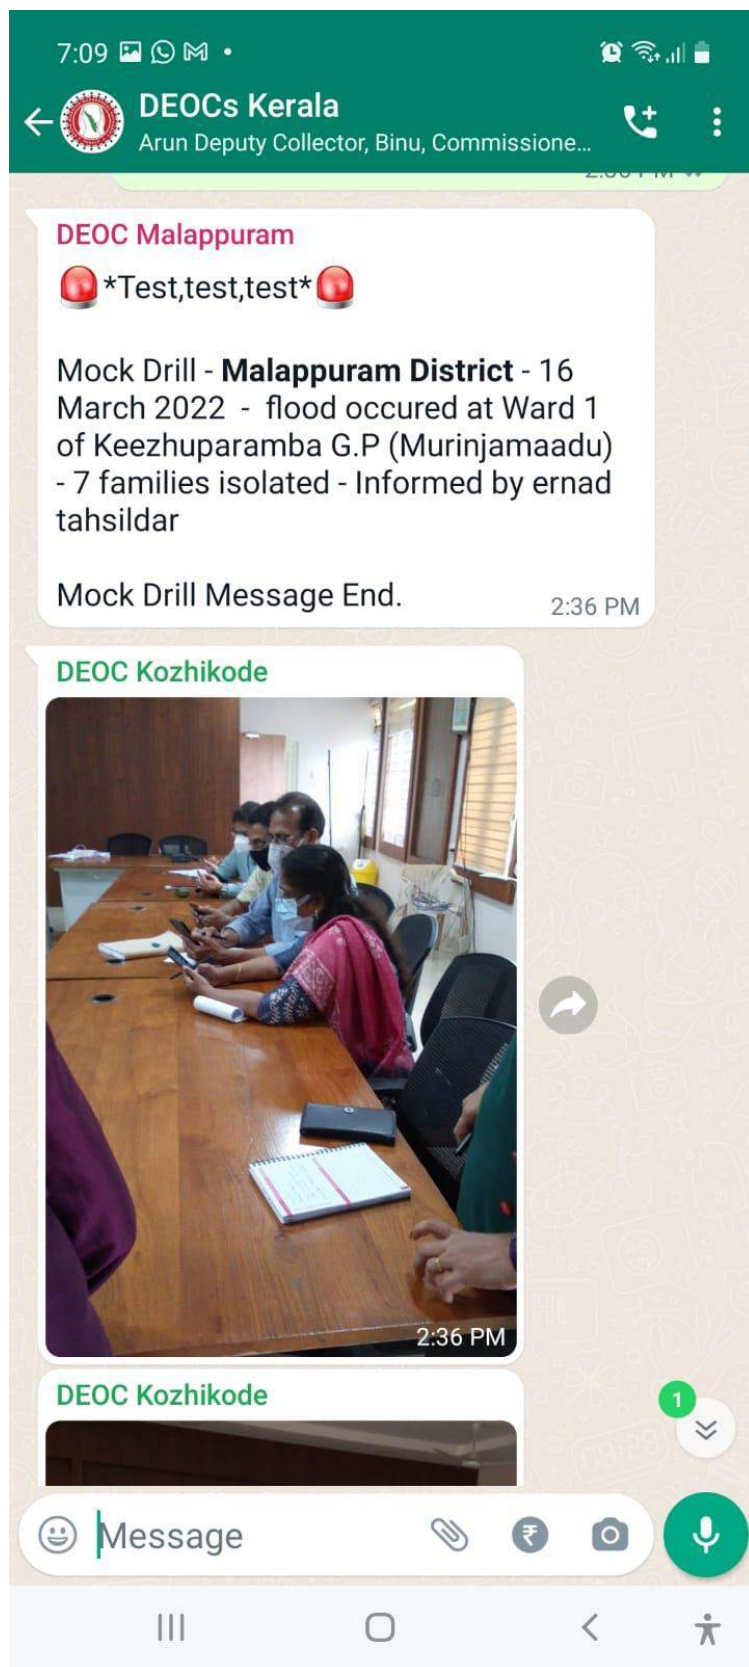 7:09
DEOCs Kerala
Arun Deputy Collector, Binu, Commissione...
DEOC Malappuram
*Test,test,test*
Mock Drill - Malappuram District - 16
March 2022 - flood occured at Ward 1
of Keezhuparamba G.P (Murinjamaadu)
- 7 families isolated - Informed by ernad
tahsildar
Mock Drill Message End.
2:36 PM
DEOC Kozhikode
2:36 PM
DEOC Kozhikode
1
Message